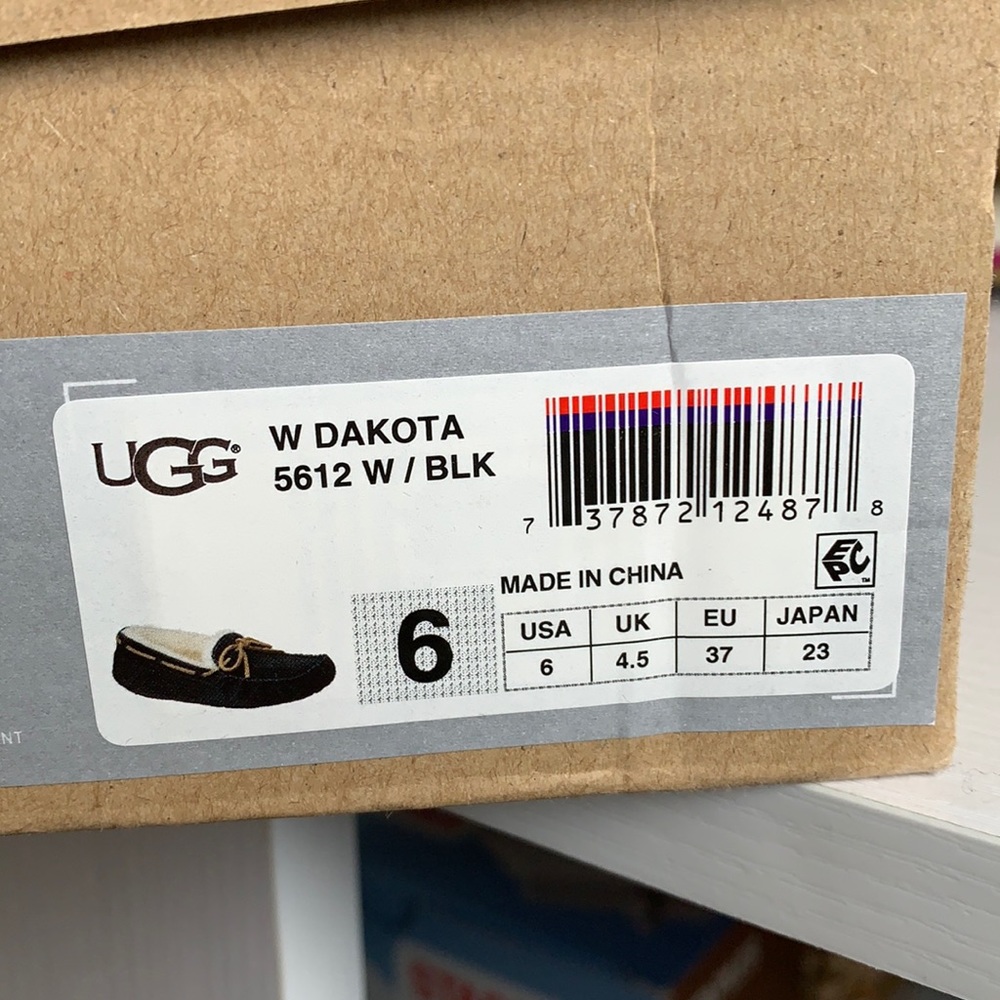 UGG®
W DAKOTA
5612 W / BLK
7 37872 12487 8
EPC™
MADE IN CHINA
6
USA UK EU JAPAN
6 4.5 37 23
NT